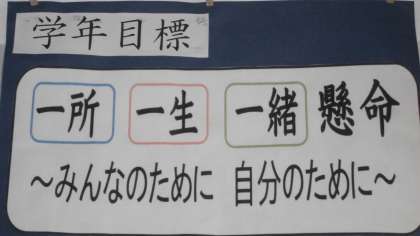 学年目標
一所 一生 一緒 懸命
～みんなのために 自分のために～